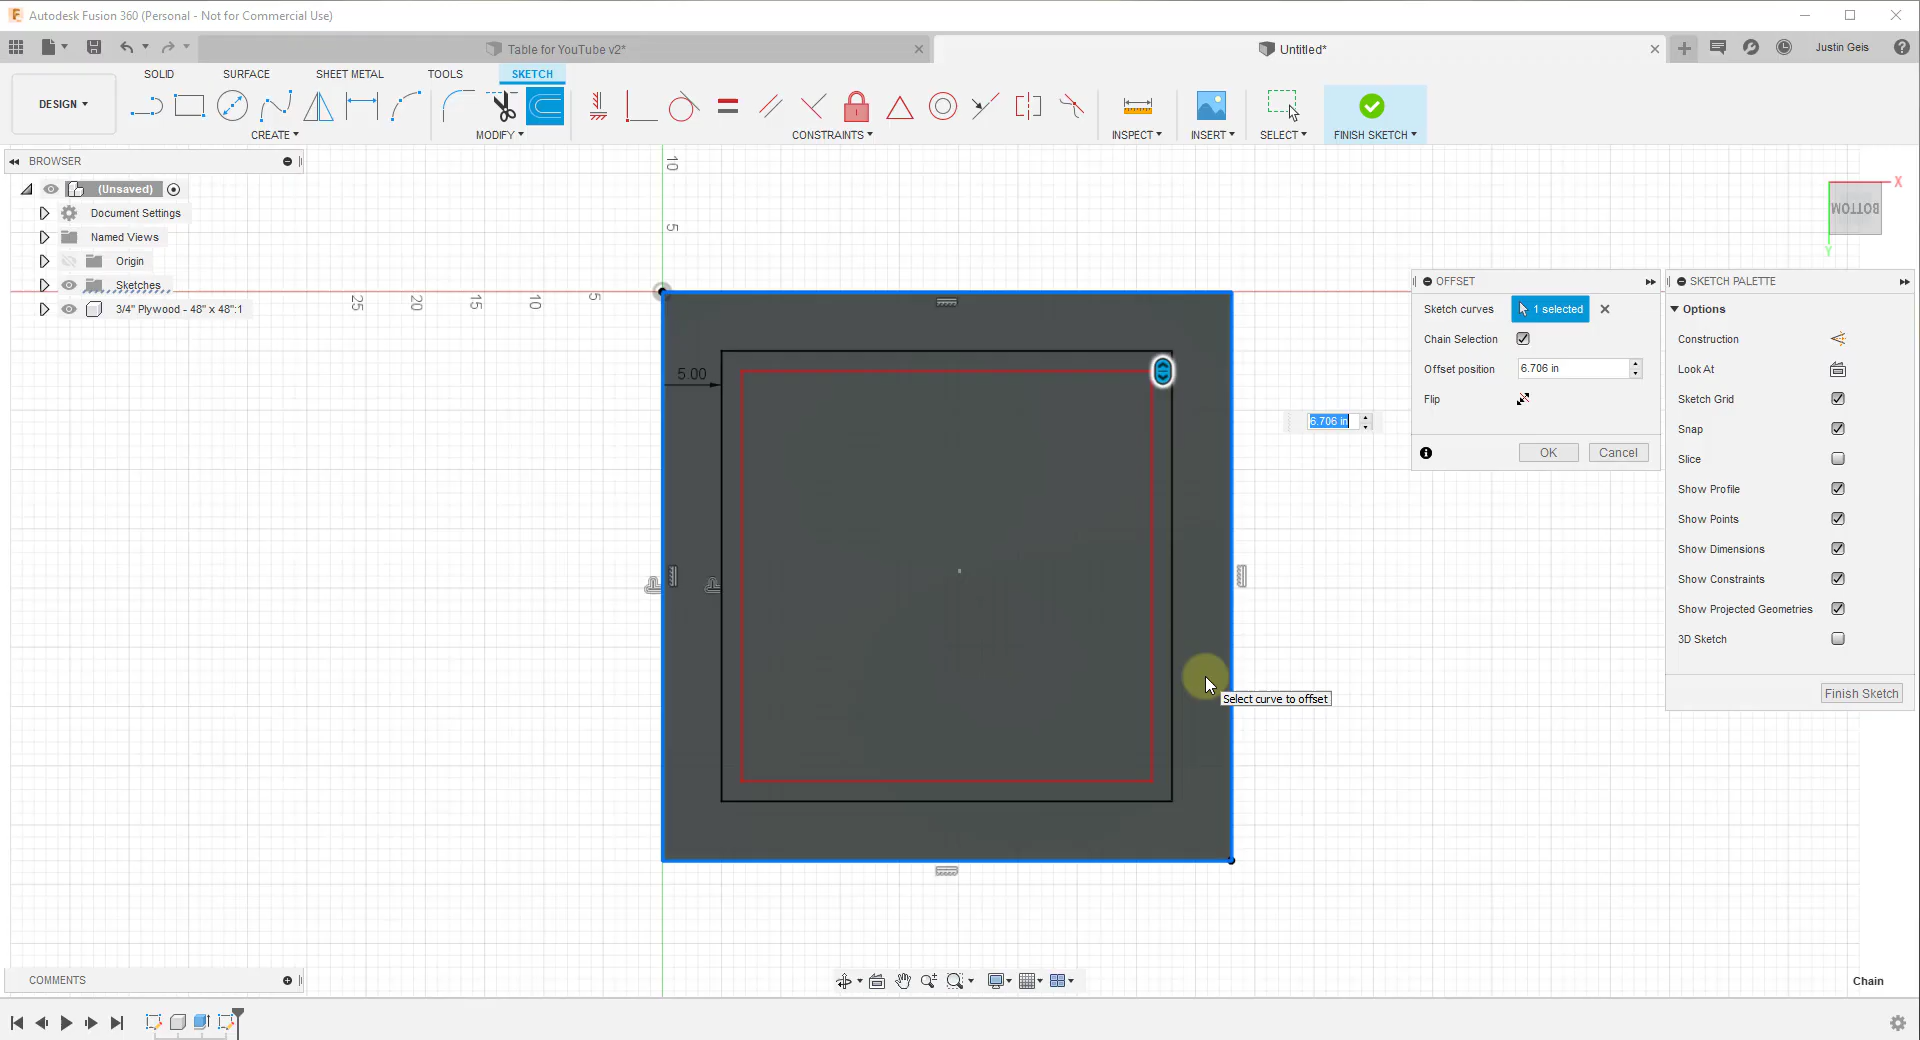 Autodesk Fusion 360 (Personal - Not for Commercial Use)
Table for YouTube v2*
Untitled*
Justin Geis
SOLID
SURFACE
SHEET METAL
TOOLS
SKETCH
DESIGN
CREATE
MODIFY
CONSTRAINTS
INSPECT
INSERT
SELECT
FINISH SKETCH
BROWSER
(Unsaved)
Document Settings
Named Views
Origin
Sketches
3/4" Plywood - 48" x 48":1
10
5
25
20
15
10
5
5.00
6.706 in
Select curve to offset
X
BOTTOM
Y
OFFSET
Sketch curves
1 selected
Chain Selection
Offset position
6.706 in
Flip
OK
Cancel
SKETCH PALETTE
Options
Construction
Look At
Sketch Grid
Snap
Slice
Show Profile
Show Points
Show Dimensions
Show Constraints
Show Projected Geometries
3D Sketch
Finish Sketch
COMMENTS
Chain